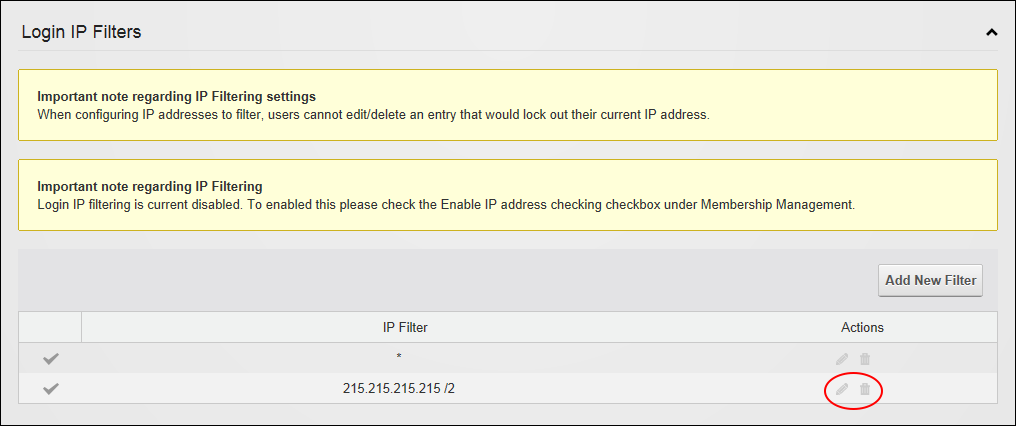 Login IP Filters
Important note regarding IP Filtering settings
When configuring IP addresses to filter, users cannot edit/delete an entry that would lock out their current IP address.
Important note regarding IP Filtering
Login IP filtering is current disabled. To enabled this please check the Enable IP address checking checkbox under Membership Management.
Add New Filter
IP Filter Actions
*
215.215.215.215 /2